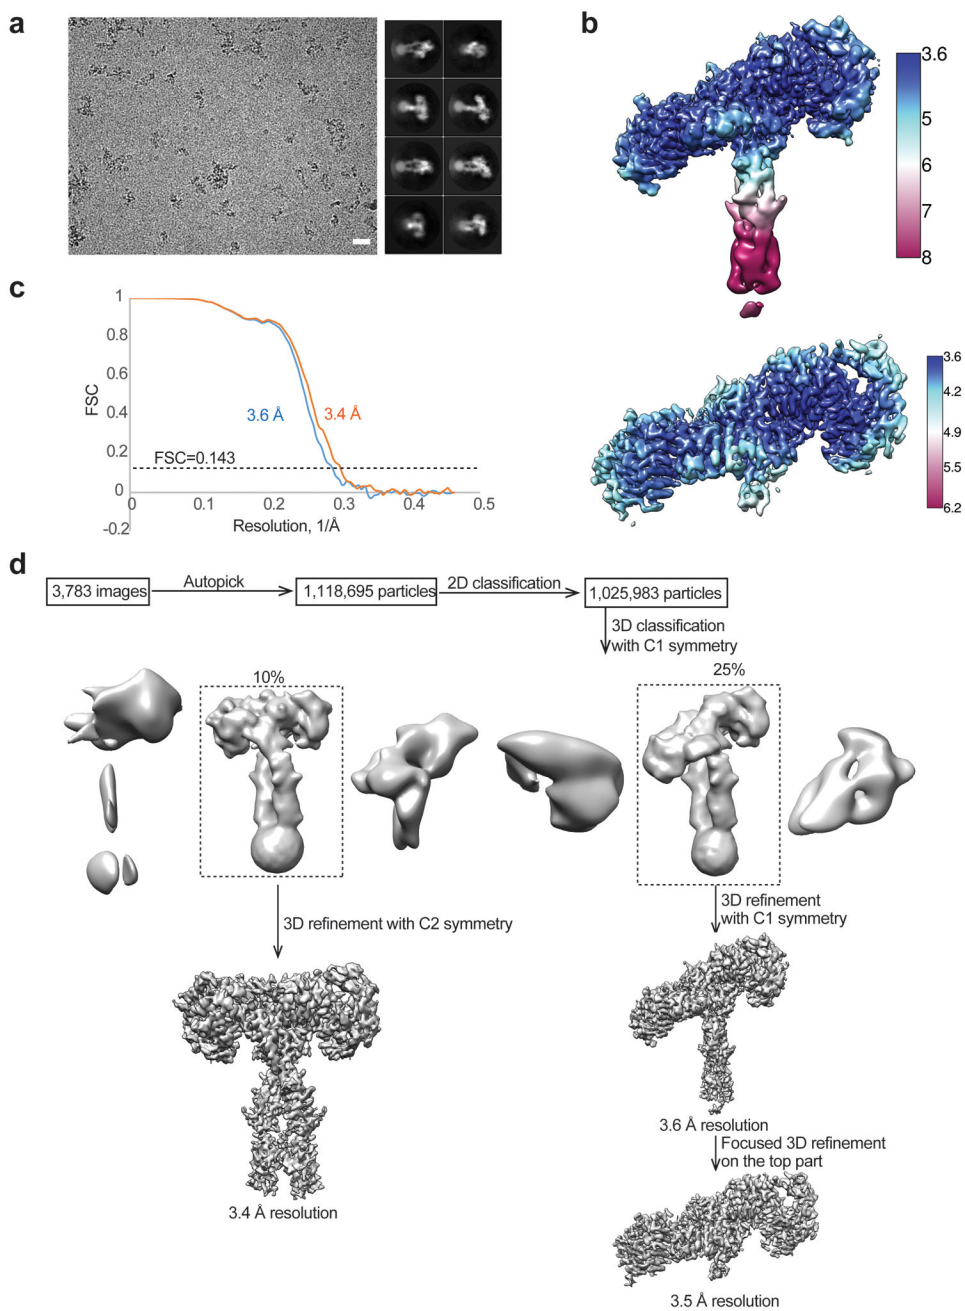 a
b
3.6
5
6
7
8
c
1
0.8
0.6
0.4
0.2
0
-0.2
FSC
3.6 Å
3.4 Å
FSC=0.143
0
0.1
0.2
0.3
0.4
0.5
Resolution, 1/Å
3.6
4.2
4.9
5.5
6.2
d
3,783 images
Autopick
1,118,695 particles
2D classification
1,025,983 particles
3D classification
with C1 symmetry
10%
25%
3D refinement with C2 symmetry
3D refinement
with C1 symmetry
3.4 Å resolution
3.6 Å resolution
Focused 3D refinement
on the top part
3.5 Å resolution